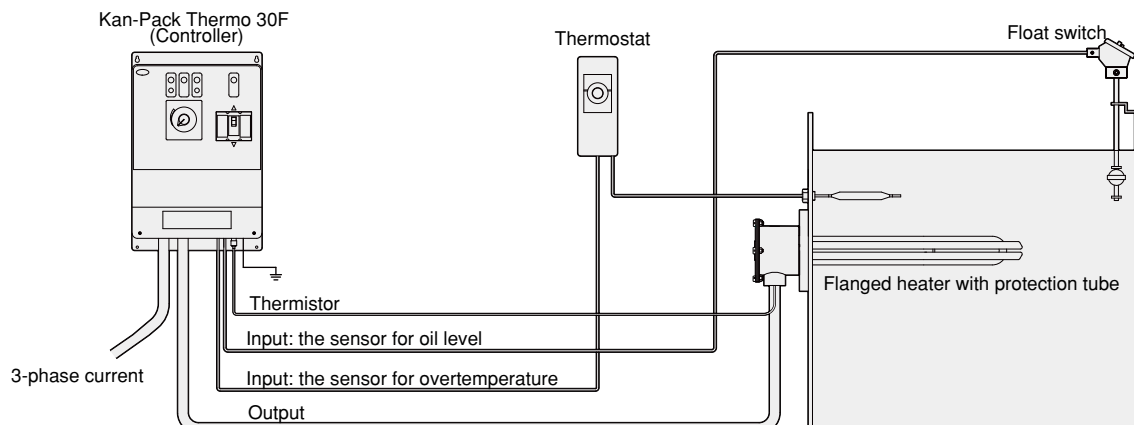 Kan-Pack Thermo 30F
(Controller)
Thermostat
Float switch
Flanged heater with protection tube
Thermistor
Input: the sensor for oil level
3-phase current
Input: the sensor for overtemperature
Output